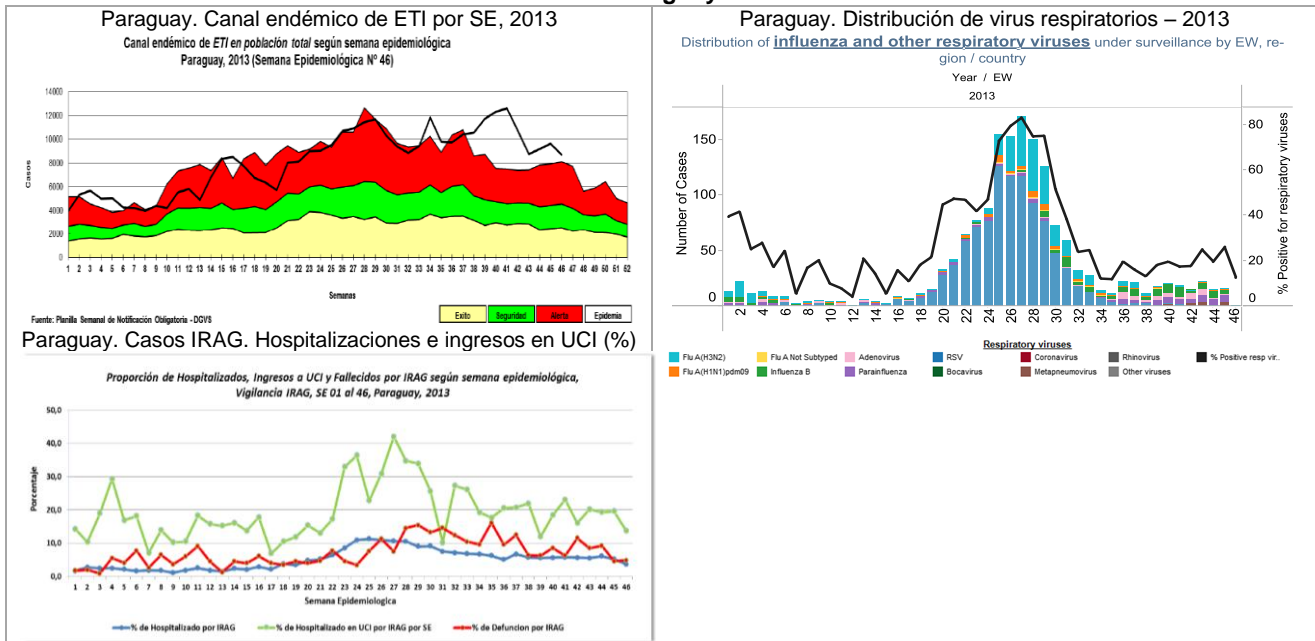 Paraguay. Canal endémico de ETI por SE, 2013
Canal endémico de ETI en población total según semana epidemiológica
Paraguay, 2013 (Semana Epidemiológica Nº 46)
Casos
14000
12000
10000
8000
6000
4000
2000
0
1 2 3 4 5 6 7 8 9 10 11 12 13 14 15 16 17 18 19 20 21 22 23 24 25 26 27 28 29 30 31 32 33 34 35 36 37 38 39 40 41 42 43 44 45 46 47 48 49 50 51 52
Semanas
Fuente: Planilla Semanal de Notificación Obligatoria - DGVS
Exito Seguridad Alerta Epidemia
Paraguay. Distribución de virus respiratorios – 2013
Distribution of influenza and other respiratory viruses under surveillance by EW, re-
gion / country
Year / EW
2013
Number of Cases
150
100
50
0
% Positive for respiratory viruses
80
60
40
20
0
2 4 6 8 10 12 14 16 18 20 22 24 26 28 30 32 34 36 38 40 42 44 46
Respiratory viruses
Flu A(H3N2) Flu A Not Subtyped Adenovirus RSV Coronavirus Rhinovirus % Positive resp vir..
Flu A(H1N1)pdm09 Influenza B Parainfluenza Bocavirus Metapneumovirus Other viruses
Paraguay. Casos IRAG. Hospitalizaciones e ingresos en UCI (%)
Proporción de Hospitalizados, Ingresos a UCI y Fallecidos por IRAG según semana epidemiológica,
Vigilancia IRAG, SE 01 al 46, Paraguay, 2013
Porcentaje
50,0
40,0
30,0
20,0
10,0
0,0
1 2 3 4 5 6 7 8 9 10 11 12 13 14 15 16 17 18 19 20 21 22 23 24 25 26 27 28 29 30 31 32 33 34 35 36 37 38 39 40 41 42 43 44 45 46
Semana Epidemiologica
% de Hospitalizado por IRAG % de Hospitalizado en UCI por IRAG por SE % de Defuncion por IRAG